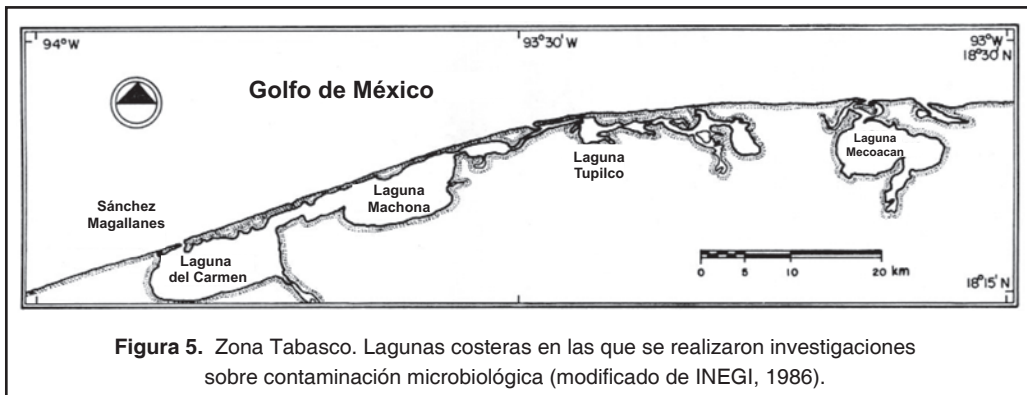 94°W
93°30'W
93°W
18°30'N
Golfo de México
Laguna
Mecoacan
Laguna
Tupilco
Laguna
Machona
Sánchez
Magallanes
Laguna
del Carmen
0 5 10 20 km
18°15'N
Figura 5. Zona Tabasco. Lagunas costeras en las que se realizaron investigaciones
sobre contaminación microbiológica (modificado de INEGI, 1986).